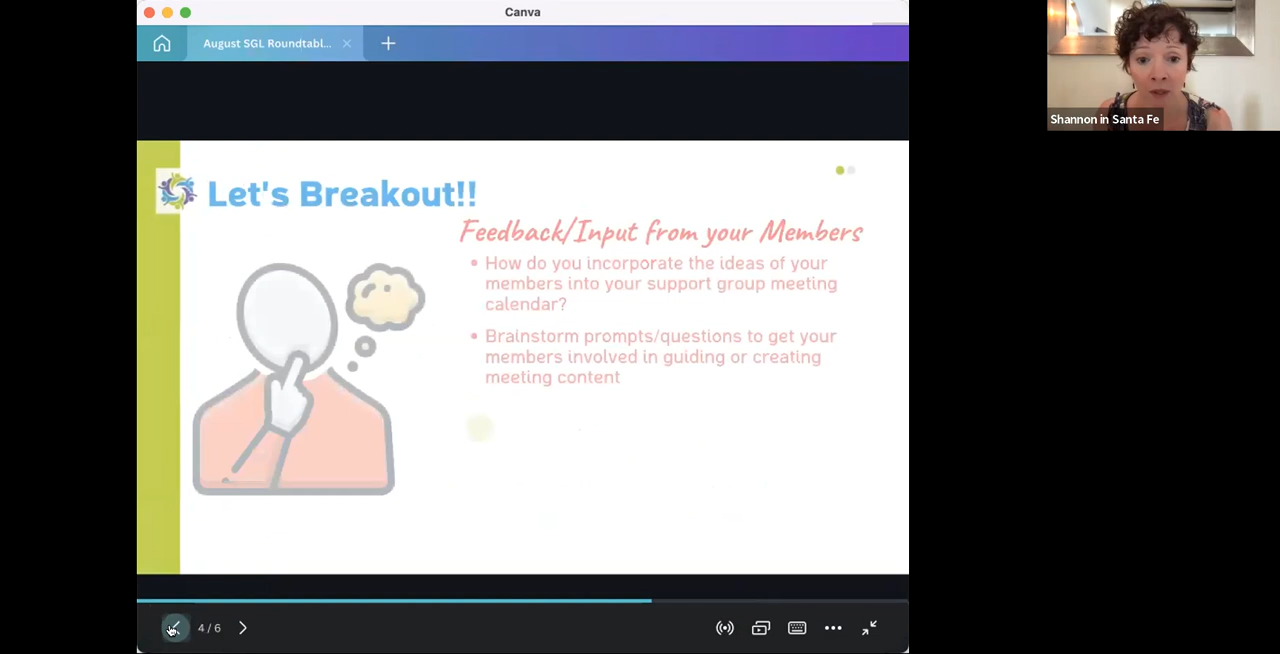 Canva
August SGL Roundtabl...
Shannon in Santa Fe
Let's Breakout!!
Feedback/Input from your Members
• How do you incorporate the ideas of your
members into your support group meeting
calendar?
• Brainstorm prompts/questions to get your
members involved in guiding or creating
meeting content
4 / 6